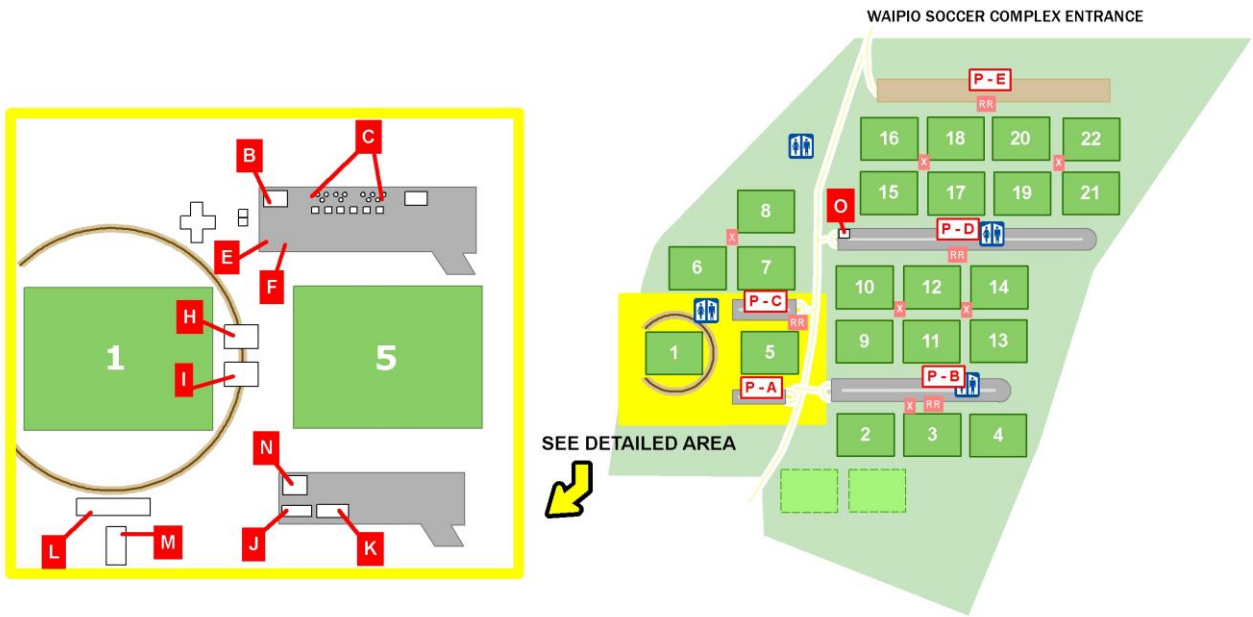 WAIPIO SOCCER COMPLEX ENTRANCE
P - E
RR
16 18 20 22
X X
15 17 19 21
O
P - D
RR
8
X
6 7
10 12 14
X X
9 11 13
P - C
RR
1 5
P - A
P - B
X RR
2 3 4
SEE DETAILED AREA
B
C
E
F
H
I
1
5
N
J
K
L
M